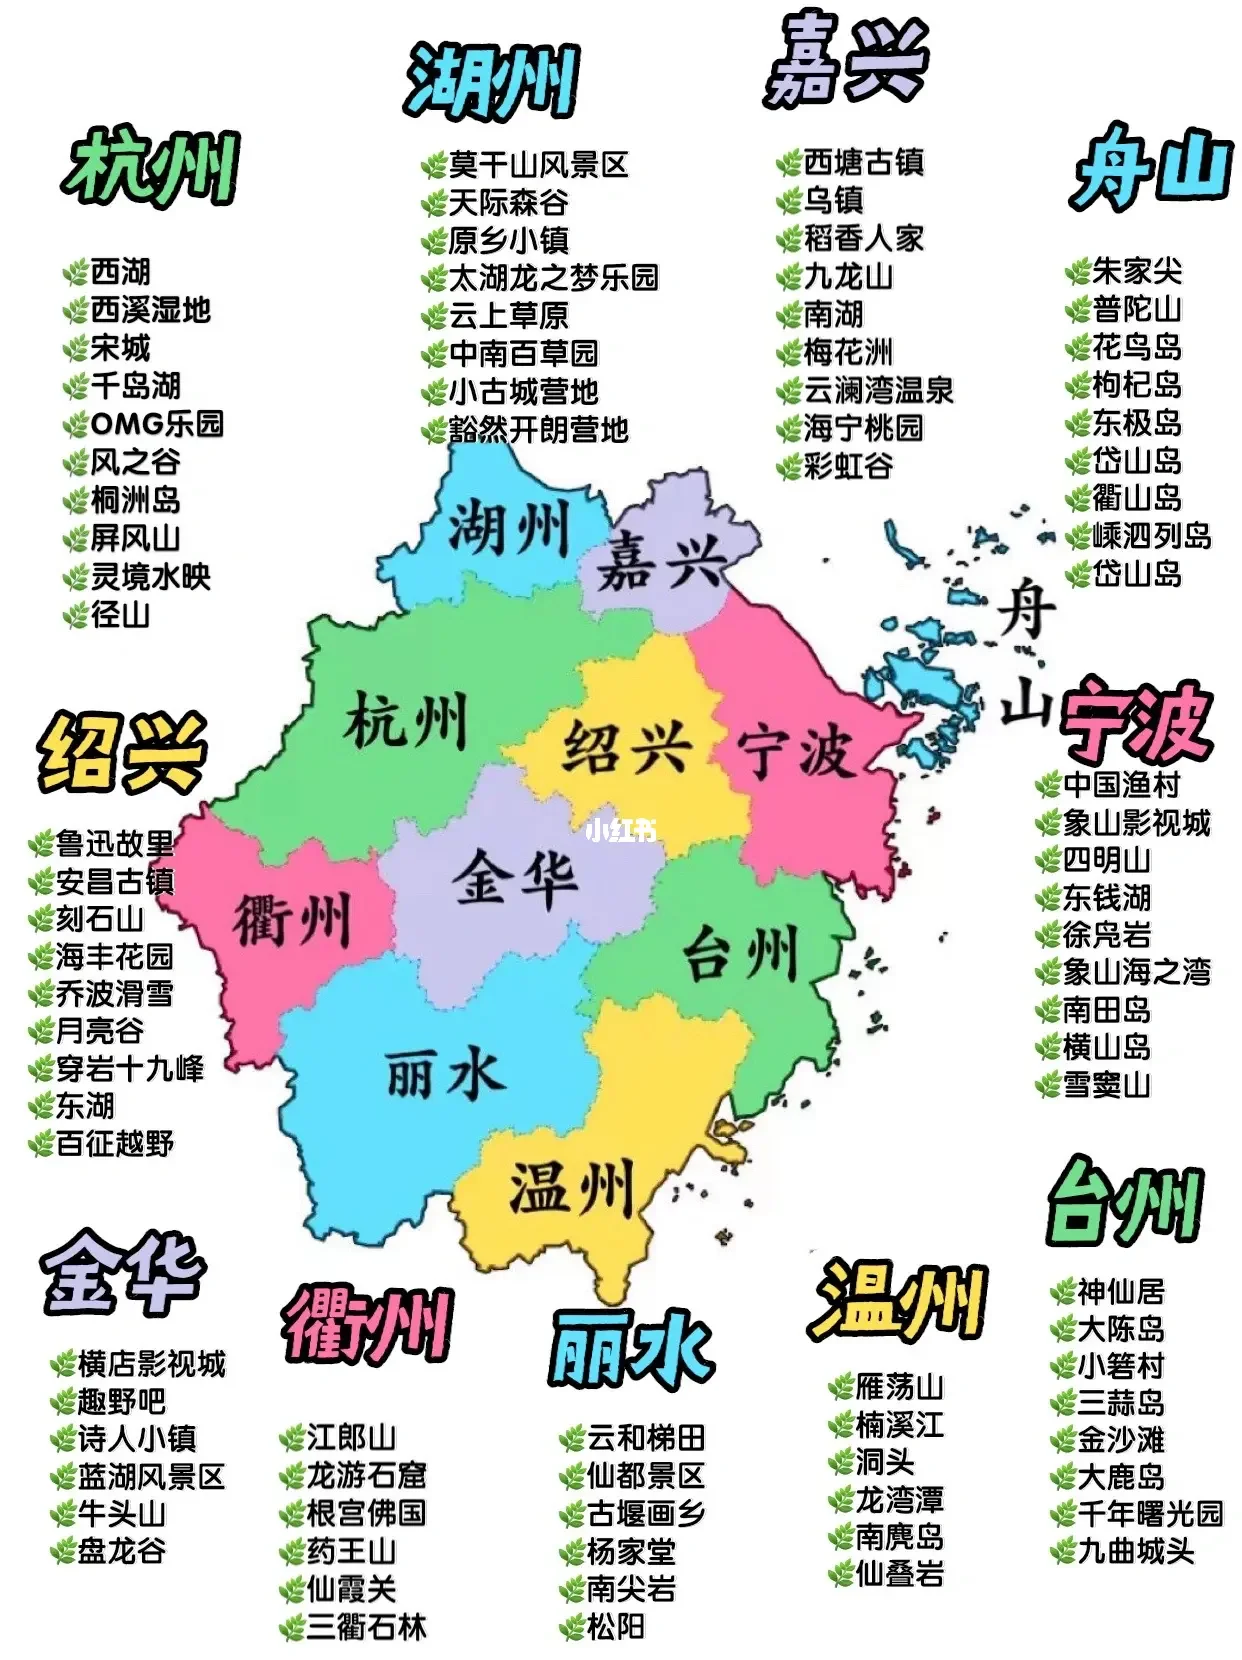 湖州
莫干山风景区
天际森谷
原乡小镇
太湖龙之梦乐园
云上草原
中南百草园
小古城营地
豁然开朗营地
嘉兴
西塘古镇
乌镇
稻香人家
九龙山
南湖
梅花洲
云澜湾温泉
海宁桃园
彩虹谷
杭州
西湖
西溪湿地
宋城
千岛湖
OMG乐园
风之谷
桐洲岛
屏风山
灵境水映
径山
舟山
朱家尖
普陀山
花鸟岛
枸杞岛
东极岛
岱山岛
衢山岛
嵊泗列岛
岱山岛
湖州
嘉兴
舟山
杭州
绍兴
宁波
金华
小红书
衢州
台州
丽水
温州
绍兴
鲁迅故里
安昌古镇
刻石山
海丰花园
乔波滑雪
月亮谷
穿岩十九峰
东湖
百征越野
宁波
中国渔村
象山影视城
四明山
东钱湖
徐凫岩
象山海之湾
南田岛
横山岛
雪窦山
金华
横店影视城
趣野吧
诗人小镇
蓝湖风景区
牛头山
盘龙谷
衢州
江郎山
龙游石窟
根宫佛国
药王山
仙霞关
三衢石林
丽水
云和梯田
仙都景区
古堰画乡
杨家堂
南尖岩
松阳
温州
雁荡山
楠溪江
洞头
龙湾潭
南麂岛
仙叠岩
台州
神仙居
大陈岛
小箬村
三蒜岛
金沙滩
大鹿岛
千年曙光园
九曲城头